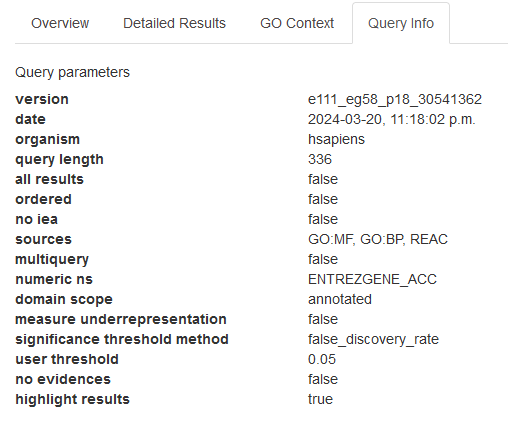 Overview Detailed Results GO Context Query Info
Query parameters
version e111_eg58_p18_30541362
date 2024-03-20, 11:18:02 p.m.
organism hsapiens
query length 336
all results false
ordered false
no iea false
sources GO:MF, GO:BP, REAC
multiquery false
numeric ns ENTREZGENE_ACC
domain scope annotated
measure underrepresentation false
significance threshold method false_discovery_rate
user threshold 0.05
no evidences false
highlight results true